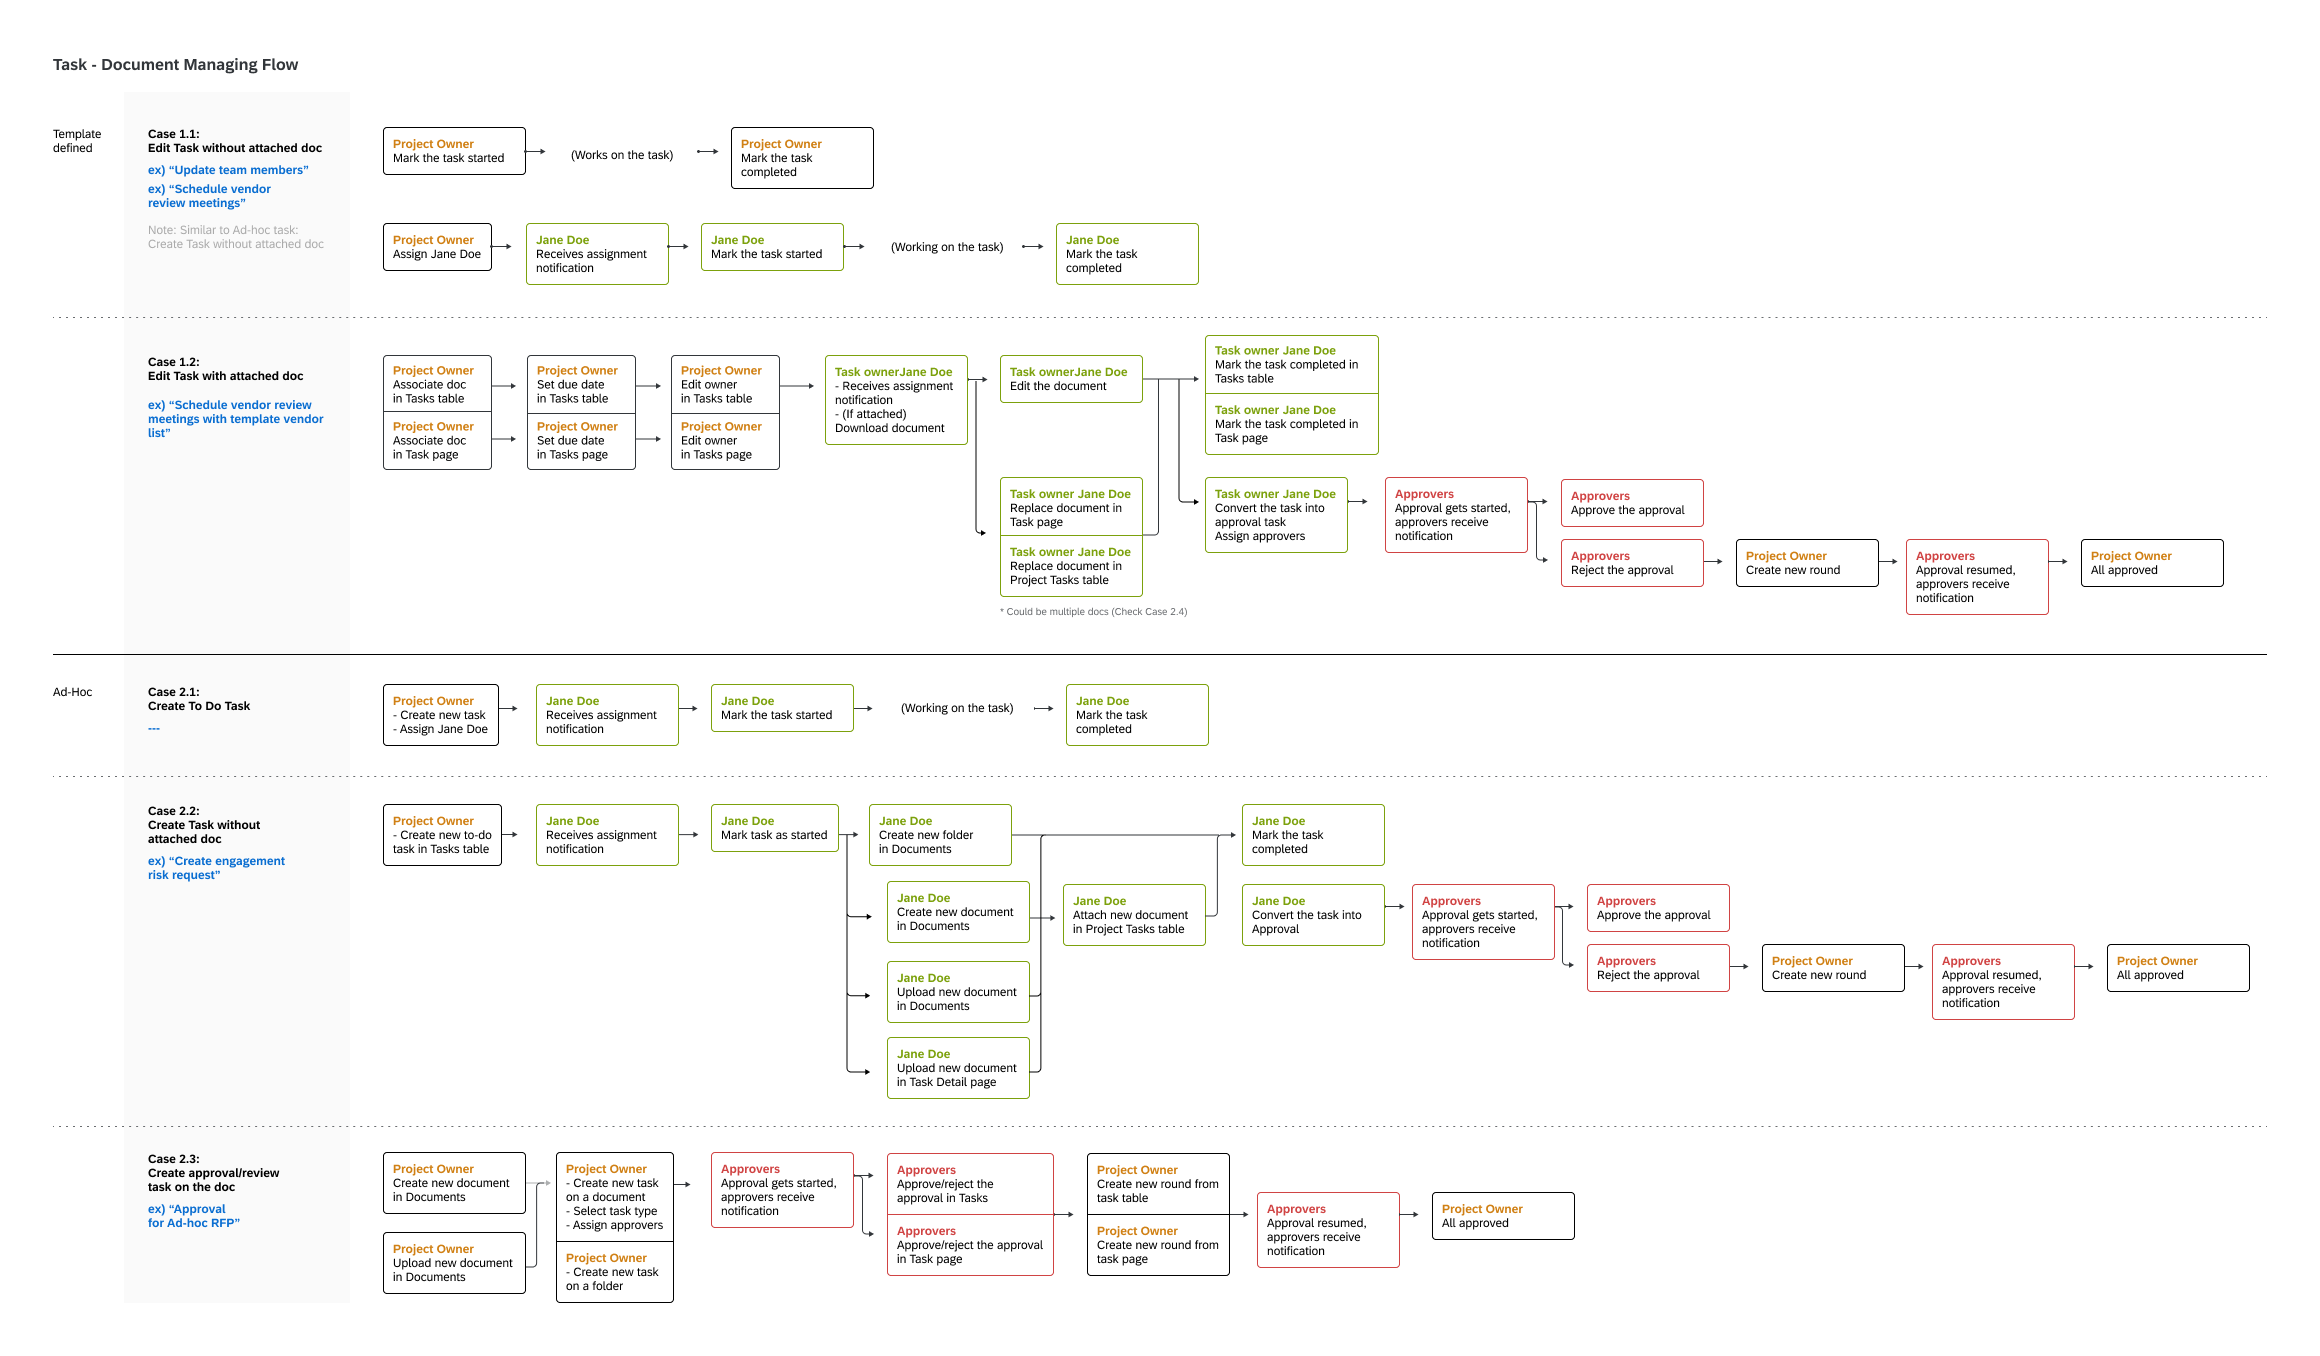 Task - Document Managing Flow
Template
defined
Case 1.1:
Edit Task without attached doc
ex) “Update team members”
ex) “Schedule vendor
review meetings”
Note: Similar to Ad-hoc task:
Create Task without attached doc
Project Owner
Mark the task started
(Works on the task)
Project Owner
Mark the task
completed
Project Owner
Assign Jane Doe
Jane Doe
Receives assignment
notification
Jane Doe
Mark the task started
(Working on the task)
Jane Doe
Mark the task
completed
Case 1.2:
Edit Task with attached doc
ex) “Schedule vendor review
meetings with template vendor
list”
Project Owner
Associate doc
in Tasks table
Project Owner
Associate doc
in Task page
Project Owner
Set due date
in Tasks table
Project Owner
Set due date
in Tasks page
Project Owner
Edit owner
in Tasks table
Project Owner
Edit owner
in Tasks page
Task ownerJane Doe
- Receives assignment
notification
- (If attached)
Download document
Task ownerJane Doe
Edit the document
Task owner Jane Doe
Replace document in
Task page
Task owner Jane Doe
Replace document in
Project Tasks table
* Could be multiple docs (Check Case 2.4)
Task owner Jane Doe
Mark the task completed in
Tasks table
Task owner Jane Doe
Mark the task completed in
Task page
Task owner Jane Doe
Convert the task into
approval task
Assign approvers
Approvers
Approval gets started,
approvers receive
notification
Approvers
Approve the approval
Approvers
Reject the approval
Project Owner
Create new round
Approvers
Approval resumed,
approvers receive
notification
Project Owner
All approved
Ad-Hoc
Case 2.1:
Create To Do Task
---
Project Owner
- Create new task
- Assign Jane Doe
Jane Doe
Receives assignment
notification
Jane Doe
Mark the task started
(Working on the task)
Jane Doe
Mark the task
completed
Case 2.2:
Create Task without
attached doc
ex) “Create engagement
risk request”
Project Owner
- Create new to-do
task in Tasks table
Jane Doe
Receives assignment
notification
Jane Doe
Mark task as started
Jane Doe
Create new folder
in Documents
Jane Doe
Create new document
in Documents
Jane Doe
Upload new document
in Documents
Jane Doe
Upload new document
in Task Detail page
Jane Doe
Attach new document
in Project Tasks table
Jane Doe
Mark the task
completed
Jane Doe
Convert the task into
Approval
Approvers
Approval gets started,
approvers receive
notification
Approvers
Approve the approval
Approvers
Reject the approval
Project Owner
Create new round
Approvers
Approval resumed,
approvers receive
notification
Project Owner
All approved
Case 2.3:
Create approval/review
task on the doc
ex) “Approval
for Ad-hoc RFP”
Project Owner
Create new document
in Documents
Project Owner
Upload new document
in Documents
Project Owner
- Create new task
on a document
- Select task type
- Assign approvers
Project Owner
- Create new task
on a folder
Approvers
Approval gets started,
approvers receive
notification
Approvers
Approve/reject the
approval in Tasks
Approvers
Approve/reject the approval
in Task page
Project Owner
Create new round from
task table
Project Owner
Create new round from
task page
Approvers
Approval resumed,
approvers receive
notification
Project Owner
All approved